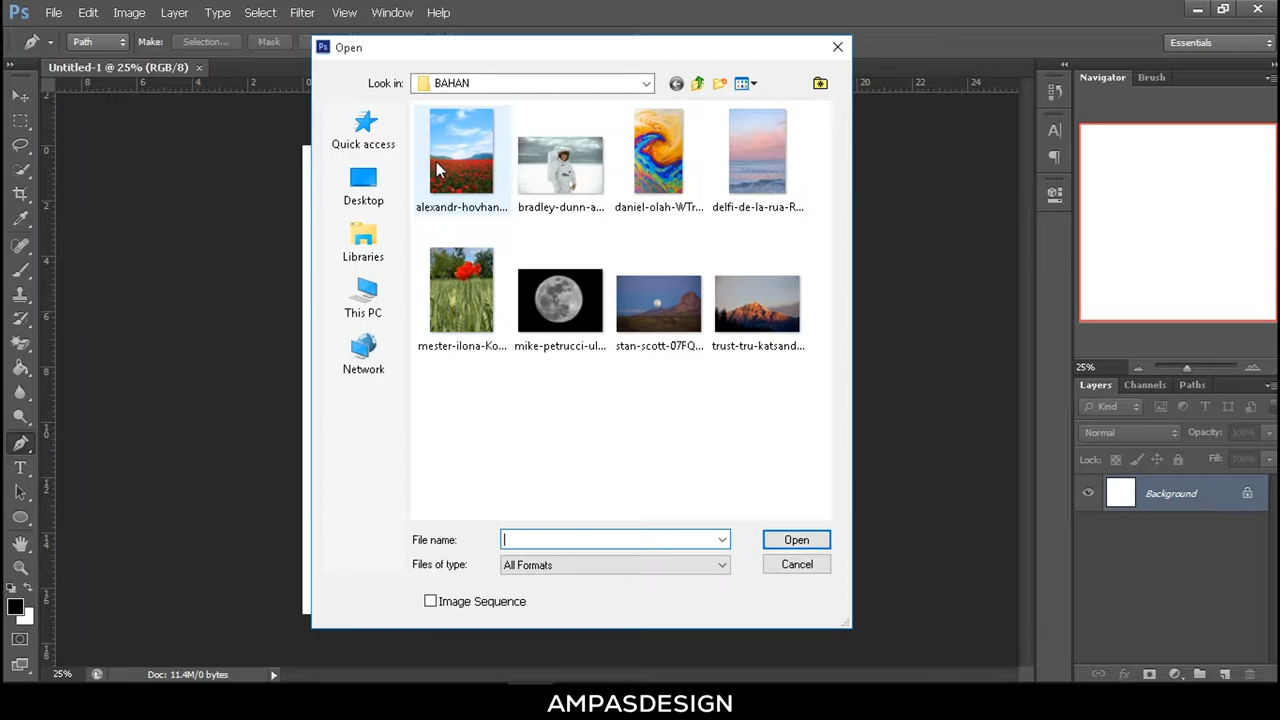 Ps File Edit Image Layer Type Select Filter View Window Help
Path Make: Selection... Mask Essentials
Untitled-1 @ 25% (RGB/8)
Open
Look in: BAHAN
Quick access
Desktop
Libraries
This PC
Network
alexandr-hovhan... bradley-dunn-a... daniel-olah-WTr... delfi-de-la-rua-R...
mester-ilona-Ko... mike-petrucci-ul... stan-scott-07FQ... trust-tru-katsand...
File name: Open
Files of type: All Formats Cancel
Image Sequence
Navigator Brush
25%
Layers Channels Paths
Kind
Normal Opacity: 100%
Lock: Fill: 100%
Background
25% Doc: 11.4M/0 bytes
AMPASDESIGN